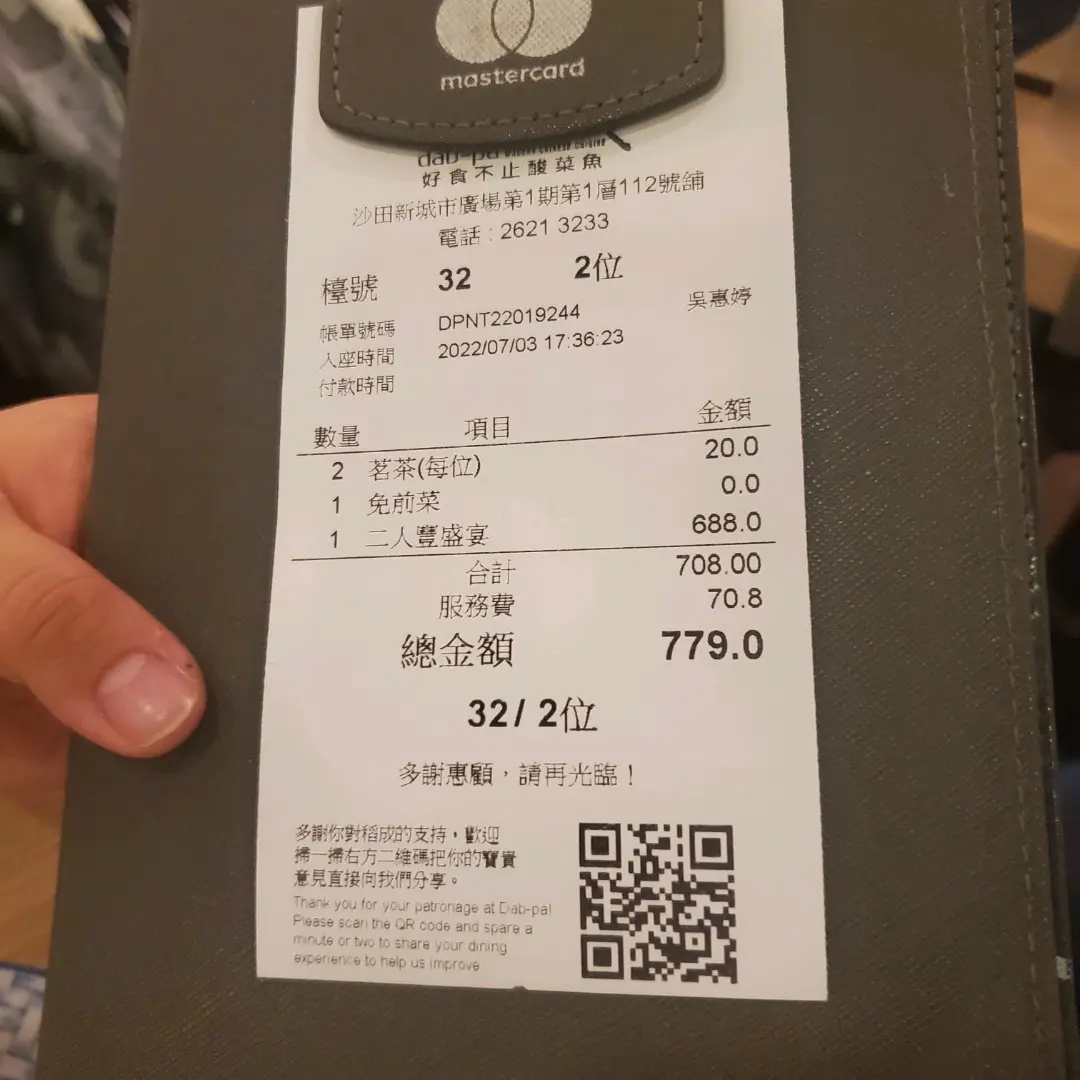 mastercard
dab-pa MODERN CHINESE CUISINE
好食不止酸菜魚
沙田新城市廣場第1期第1層112號舖
電話：2621 3233
檯號 32 2位
帳單號碼 DPNT22019244 吳惠婷
入座時間 2022/07/03 17:36:23
付款時間
數量 項目 金額
2 茗茶(每位) 20.0
1 免前菜 0.0
1 二人豐盛宴 688.0
合計 708.00
服務費 70.8
總金額 779.0
32/ 2位
多謝惠顧，請再光臨！
多謝你對稻成的支持，歡迎
掃一掃右方二維碼把你的寶貴
意見直接向我們分享。
Thank you for your patronage at Dab-pa!
Please scan the QR code and spare a
minute or two to share your dining
experience to help us improve